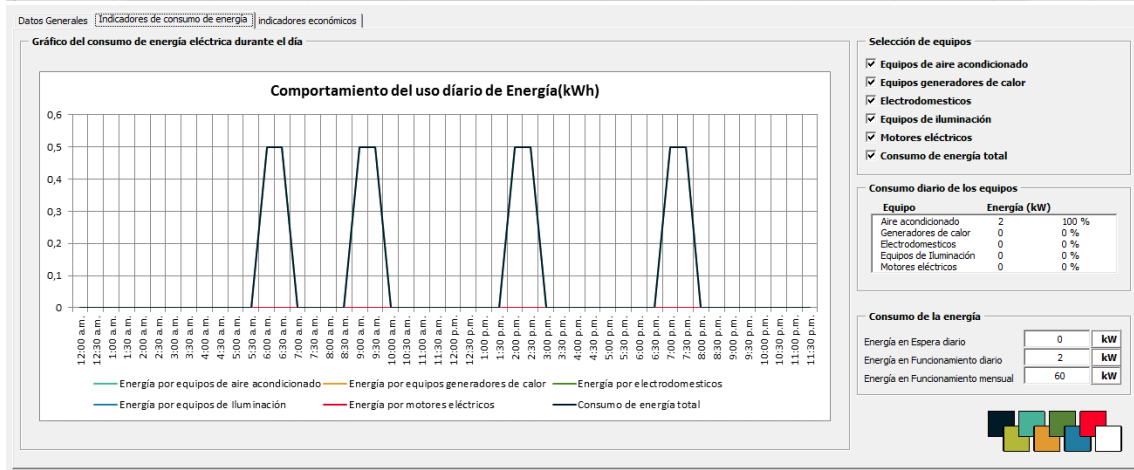 Datos Generales Indicadores de consumo de energía indicadores económicos
Gráfico del consumo de energía eléctrica durante el día
Comportamiento del uso díario de Energía(kWh)
0,6
0,5
0,4
0,3
0,2
0,1
0
12:00 a.m.
12:30 a.m.
1:00 a.m.
1:30 a.m.
2:00 a.m.
2:30 a.m.
3:00 a.m.
3:30 a.m.
4:00 a.m.
4:30 a.m.
5:00 a.m.
5:30 a.m.
6:00 a.m.
6:30 a.m.
7:00 a.m.
7:30 a.m.
8:00 a.m.
8:30 a.m.
9:00 a.m.
9:30 a.m.
10:00 a.m.
10:30 a.m.
11:00 a.m.
11:30 a.m.
12:00 p.m.
12:30 p.m.
1:00 p.m.
1:30 p.m.
2:00 p.m.
2:30 p.m.
3:00 p.m.
3:30 p.m.
4:00 p.m.
4:30 p.m.
5:00 p.m.
5:30 p.m.
6:00 p.m.
6:30 p.m.
7:00 p.m.
7:30 p.m.
8:00 p.m.
8:30 p.m.
9:00 p.m.
9:30 p.m.
10:00 p.m.
10:30 p.m.
11:00 p.m.
11:30 p.m.
Energía por equipos de aire acondicionado Energía por equipos generadores de calor Energía por electrodomesticos
Energía por equipos de Iluminación Energía por motores eléctricos Consumo de energía total
Selección de equipos
Equipos de aire acondicionado
Equipos generadores de calor
Electrodomesticos
Equipos de iluminación
Motores eléctricos
Consumo de energía total
Consumo diario de los equipos
Equipo Energía (kW)
Aire acondicionado 2 100 %
Generadores de calor 0 0 %
Electrodomesticos 0 0 %
Equipos de Iluminación 0 0 %
Motores eléctricos 0 0 %
Consumo de la energía
Energía en Espera diario 0 kW
Energía en Funcionamiento diario 2 kW
Energía en Funcionamiento mensual 60 kW